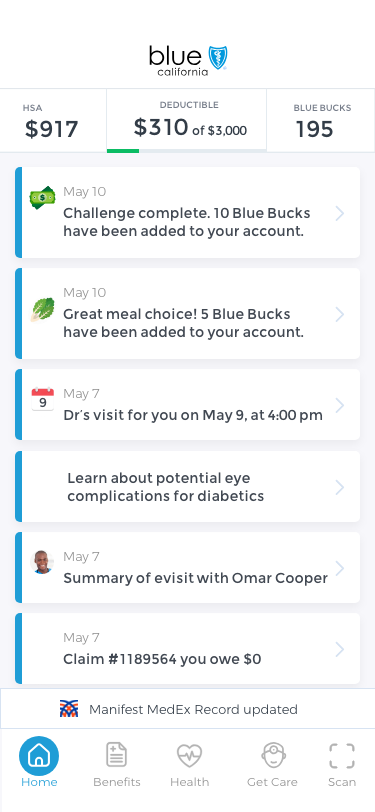 blue
california
HSA
$917
DEDUCTIBLE
$310 of $3,000
BLUE BUCKS
195
May 10
Challenge complete. 10 Blue Bucks
have been added to your account.
May 10
Great meal choice! 5 Blue Bucks
have been added to your account.
9
May 7
Dr’s visit for you on May 9, at 4:00 pm
Learn about potential eye
complications for diabetics
May 7
Summary of evisit with Omar Cooper
May 7
Claim #1189564 you owe $0
Manifest MedEx Record updated
Home
Benefits
Health
Get Care
Scan